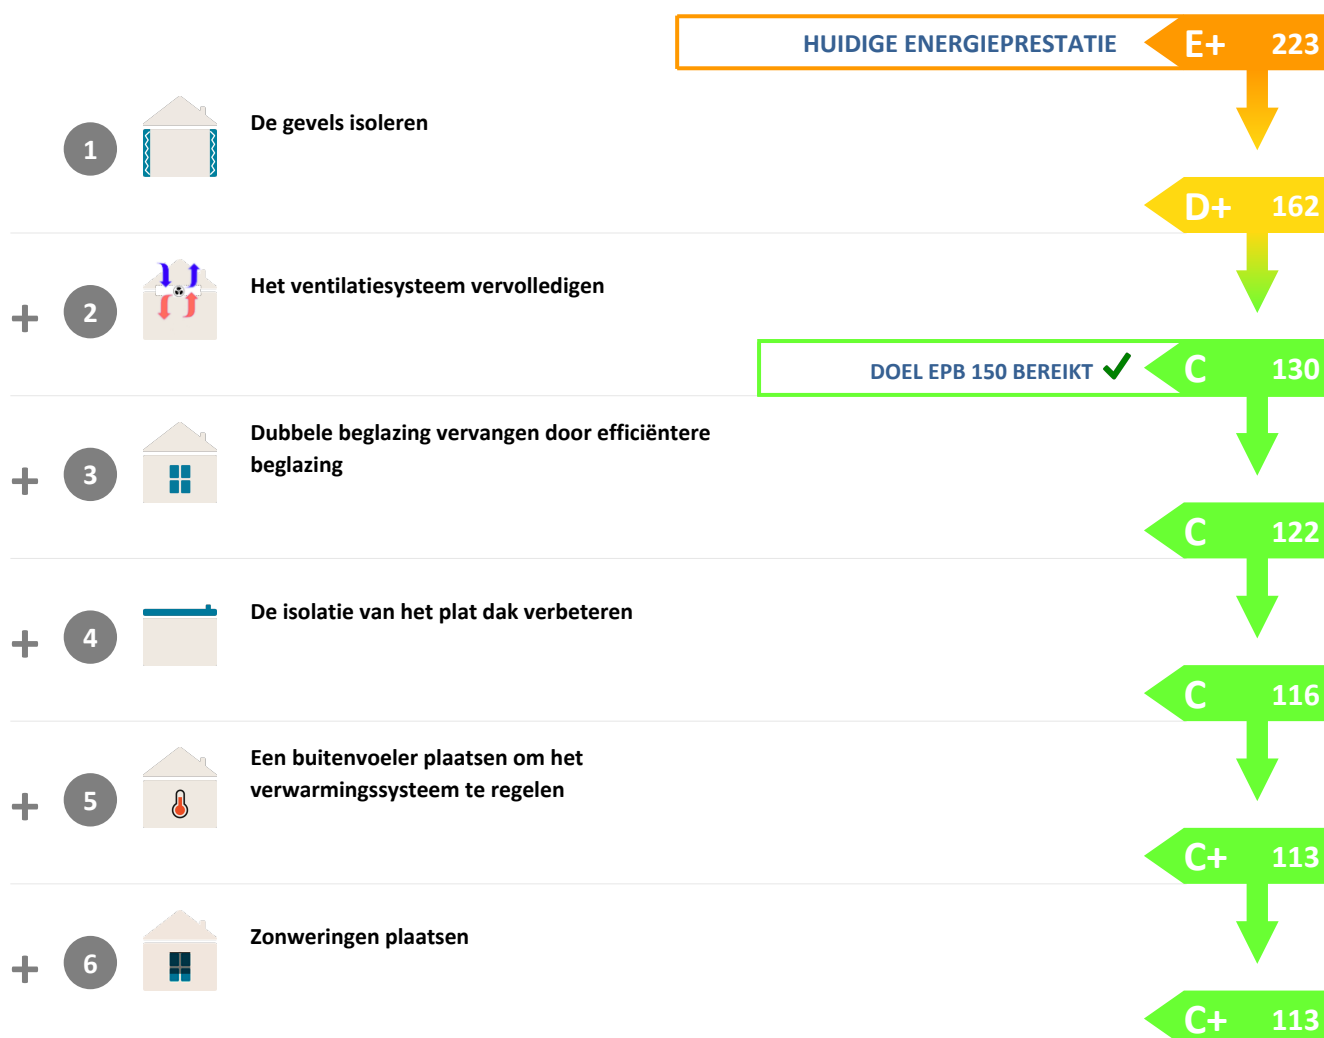 HUIDIGE ENERGIEPRESTATIE E+ 223
1 De gevels isoleren
D+ 162
+ 2 Het ventilatiesysteem vervolledigen
DOEL EPB 150 BEREIKT ✓ C 130
Dubbele beglazing vervangen door efficiëntere
+ 3 beglazing
C 122
+ 4 De isolatie van het plat dak verbeteren
C 116
Een buitenvoeler plaatsen om het
+ 5 verwarmingssysteem te regelen
C+ 113
+ 6 Zonweringen plaatsen
C+ 113